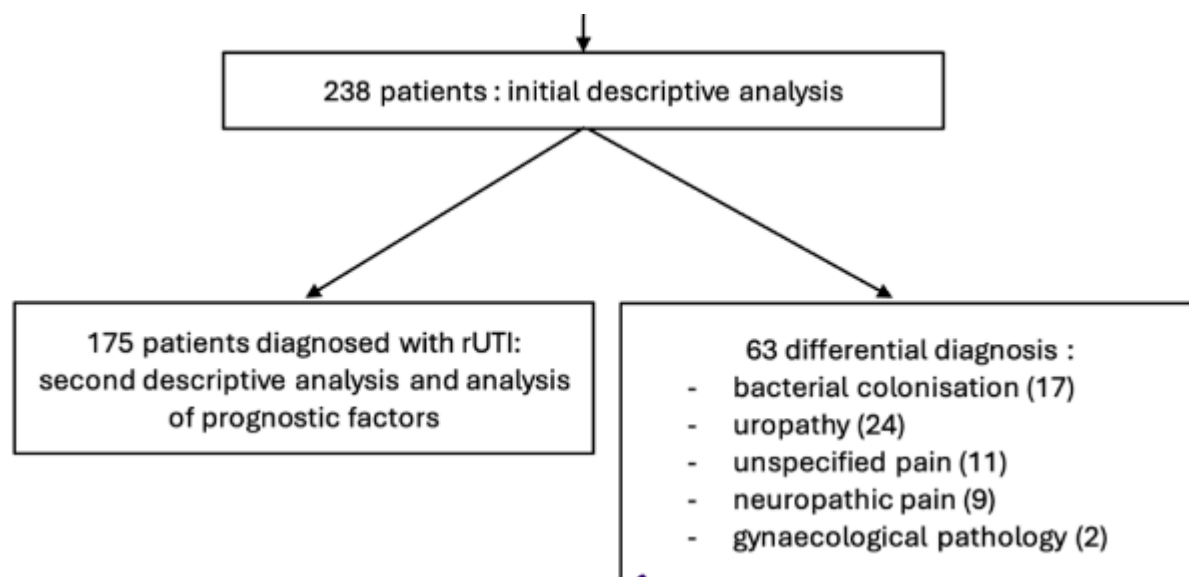 238 patients : initial descriptive analysis
175 patients diagnosed with rUTI:
second descriptive analysis and analysis
of prognostic factors
63 differential diagnosis :
- bacterial colonisation (17)
- uropathy (24)
- unspecified pain (11)
- neuropathic pain (9)
- gynaecological pathology (2)